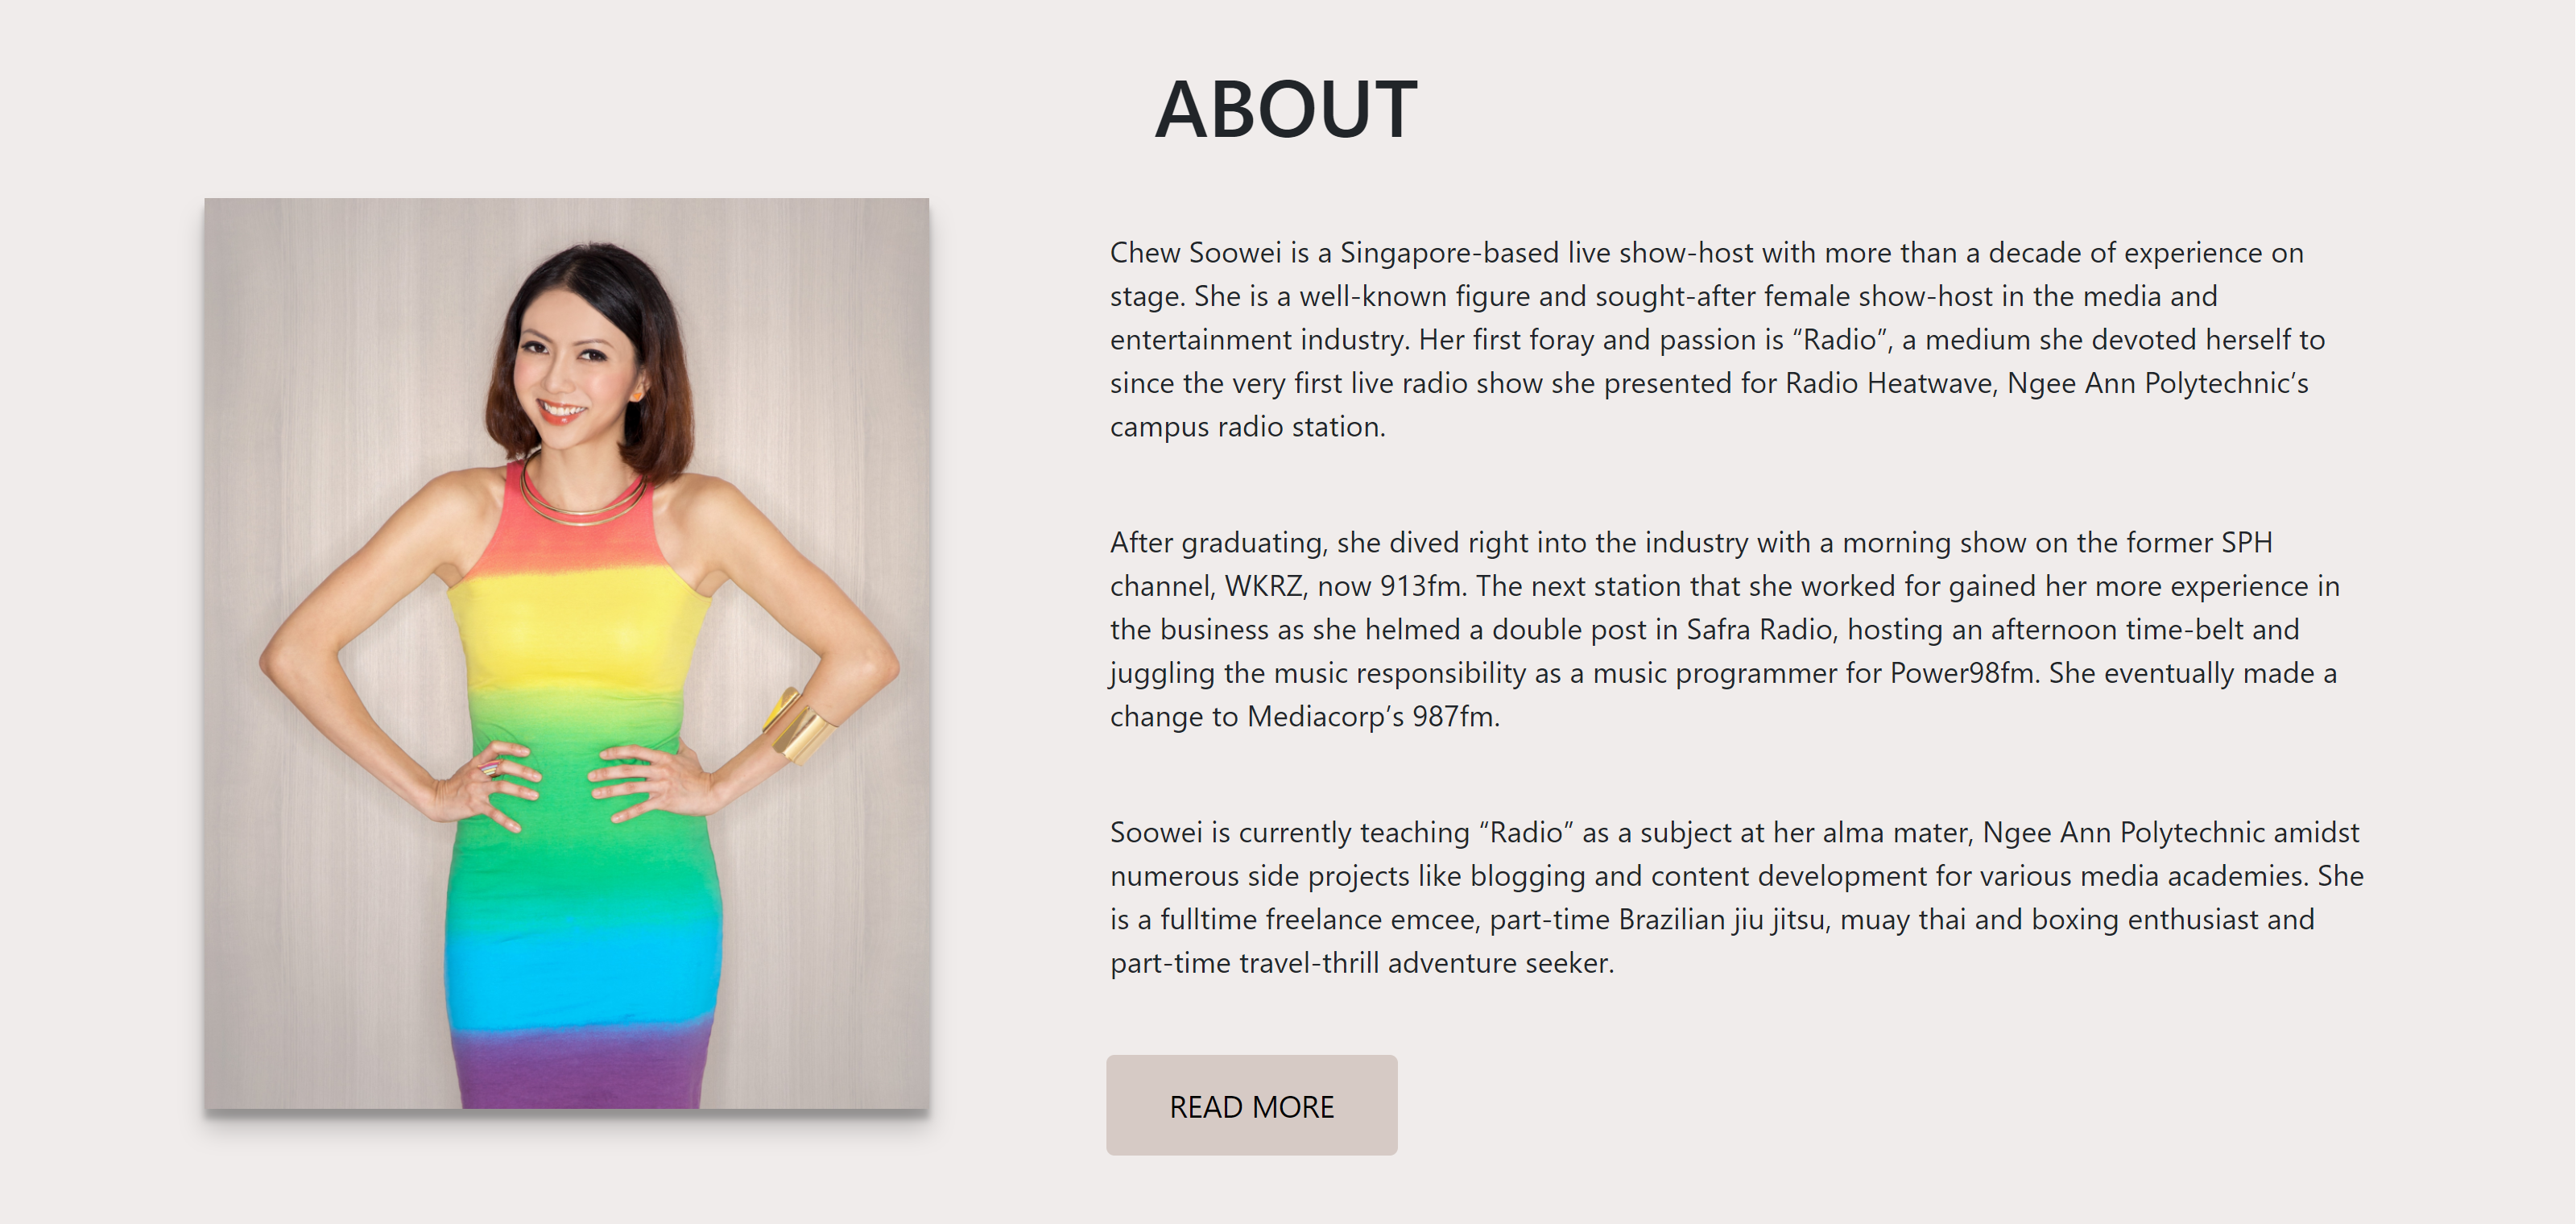 ABOUT
Chew Soowei is a Singapore-based live show-host with more than a decade of experience on
stage. She is a well-known figure and sought-after female show-host in the media and
entertainment industry. Her first foray and passion is “Radio”, a medium she devoted herself to
since the very first live radio show she presented for Radio Heatwave, Ngee Ann Polytechnic’s
campus radio station.
After graduating, she dived right into the industry with a morning show on the former SPH
channel, WKRZ, now 913fm. The next station that she worked for gained her more experience in
the business as she helmed a double post in Safra Radio, hosting an afternoon time-belt and
juggling the music responsibility as a music programmer for Power98fm. She eventually made a
change to Mediacorp’s 987fm.
Soowei is currently teaching “Radio” as a subject at her alma mater, Ngee Ann Polytechnic amidst
numerous side projects like blogging and content development for various media academies. She
is a fulltime freelance emcee, part-time Brazilian jiu jitsu, muay thai and boxing enthusiast and
part-time travel-thrill adventure seeker.
READ MORE